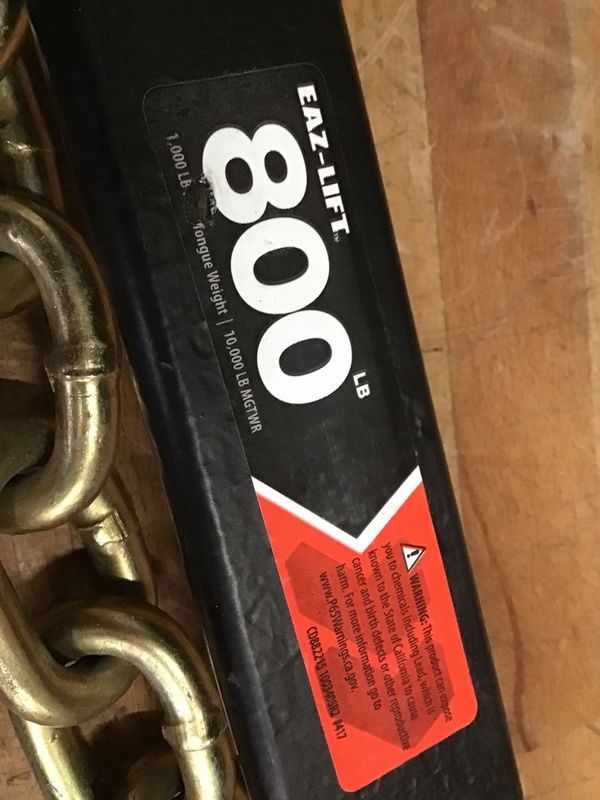 EAZ-LIFT™
800 LB
1,000 LB Tongue Weight | 10,000 LB MGTWR
⚠ WARNING: This product can expose
you to chemicals including Lead, which is
known to the State of California to cause
cancer and birth defects or other reproductive
harm. For more information go to
www.P65Warnings.ca.gov.